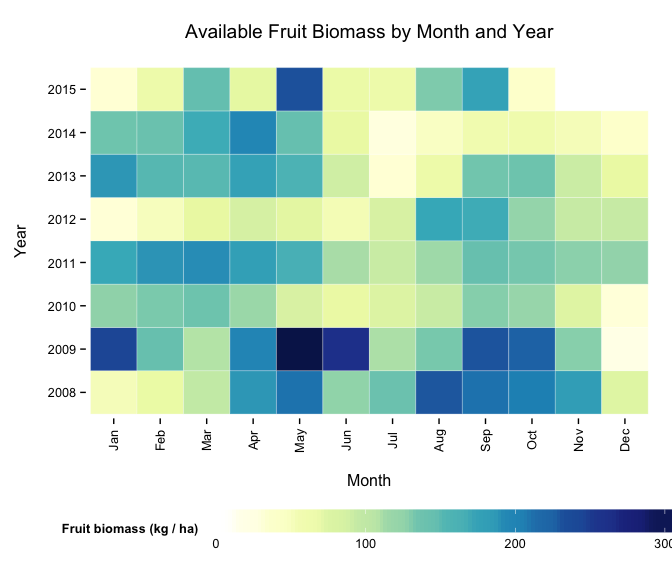 Available Fruit Biomass by Month and Year
Year
2015
2014
2013
2012
2011
2010
2009
2008
Jan Feb Mar Apr May Jun Jul Aug Sep Oct Nov Dec
Month
Fruit biomass (kg / ha)
0 100 200